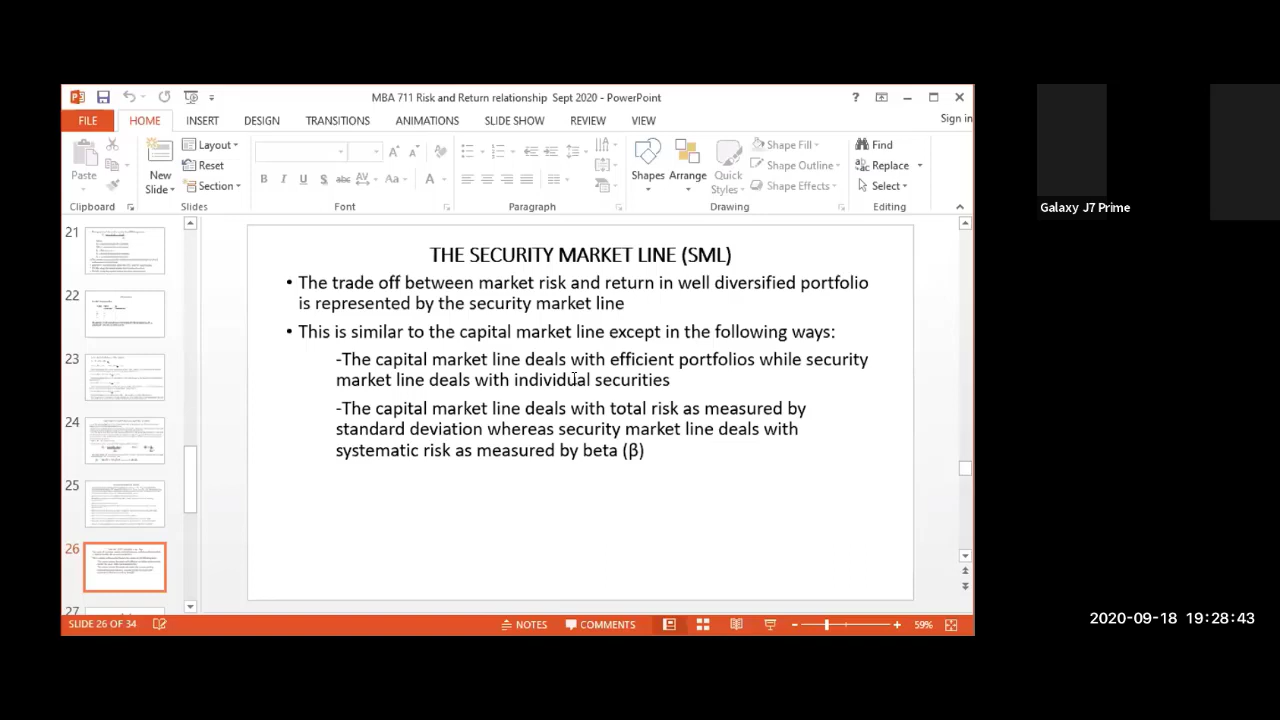 MBA 711 Risk and Return relationship Sept 2020 - PowerPoint
FILE HOME INSERT DESIGN TRANSITIONS ANIMATIONS SLIDE SHOW REVIEW VIEW Sign in
Paste
New Slide
Layout
Reset
Section
B I U S abc AV Aa A
Shapes Arrange Quick Styles
Shape Fill
Shape Outline
Shape Effects
Find
Replace
Select
Clipboard Slides Font Paragraph Drawing Editing
Galaxy J7 Prime
21
22
23
24
25
26
27
THE SECURITY MARKET LINE (SML)
• The trade off between market risk and return in well diversified portfolio
is represented by the security market line
• This is similar to the capital market line except in the following ways:
-The capital market line deals with efficient portfolios while security
market line deals with individual securities
-The capital market line deals with total risk as measured by
standard deviation whereas security market line deals with
systematic risk as measured by beta (β)
SLIDE 26 OF 34 NOTES COMMENTS 59%
2020-09-18 19:28:43